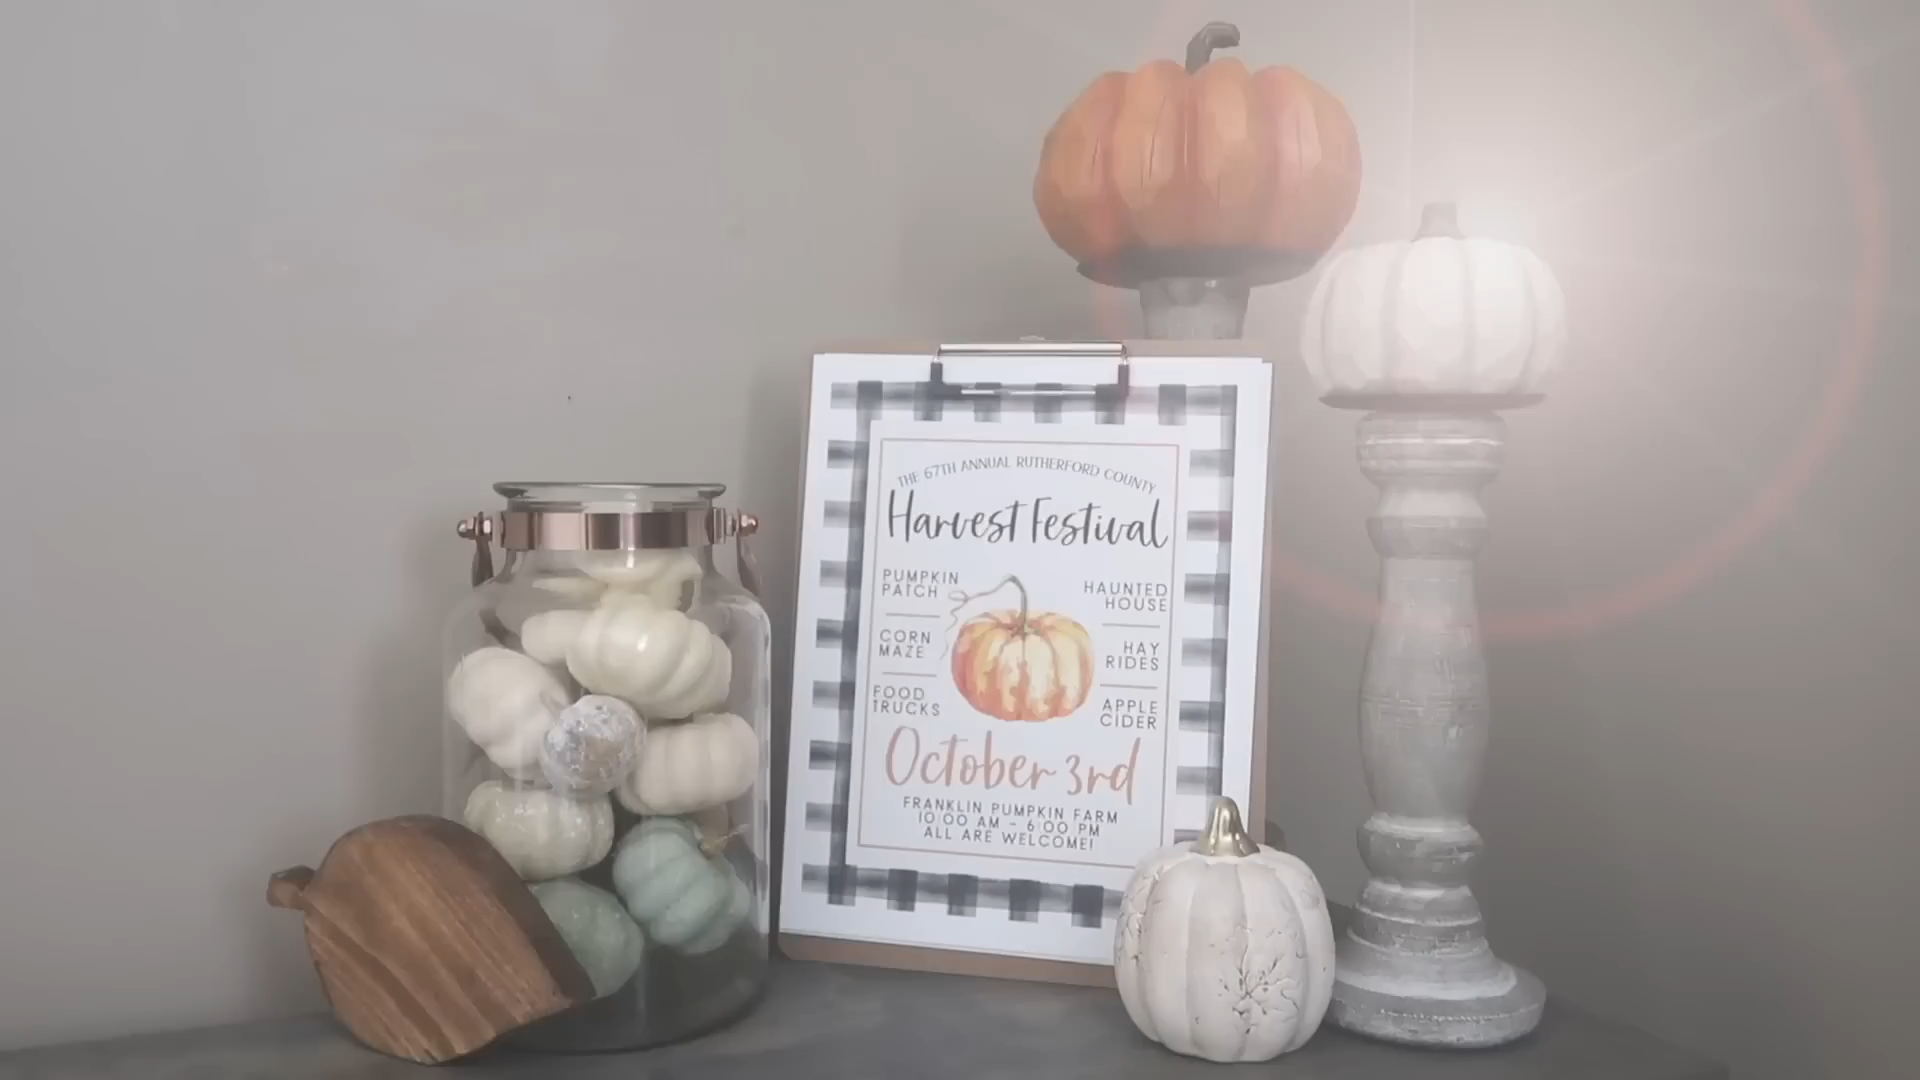 THE 67TH ANNUAL RUTHERFORD COUNTY
Harvest Festival
PUMPKIN
PATCH
CORN
MAZE
FOOD
TRUCKS
HAUNTED
HOUSE
HAY
RIDES
APPLE
CIDER
October 3rd
FRANKLIN PUMPKIN FARM
10:00 AM - 6:00 PM
ALL ARE WELCOME!